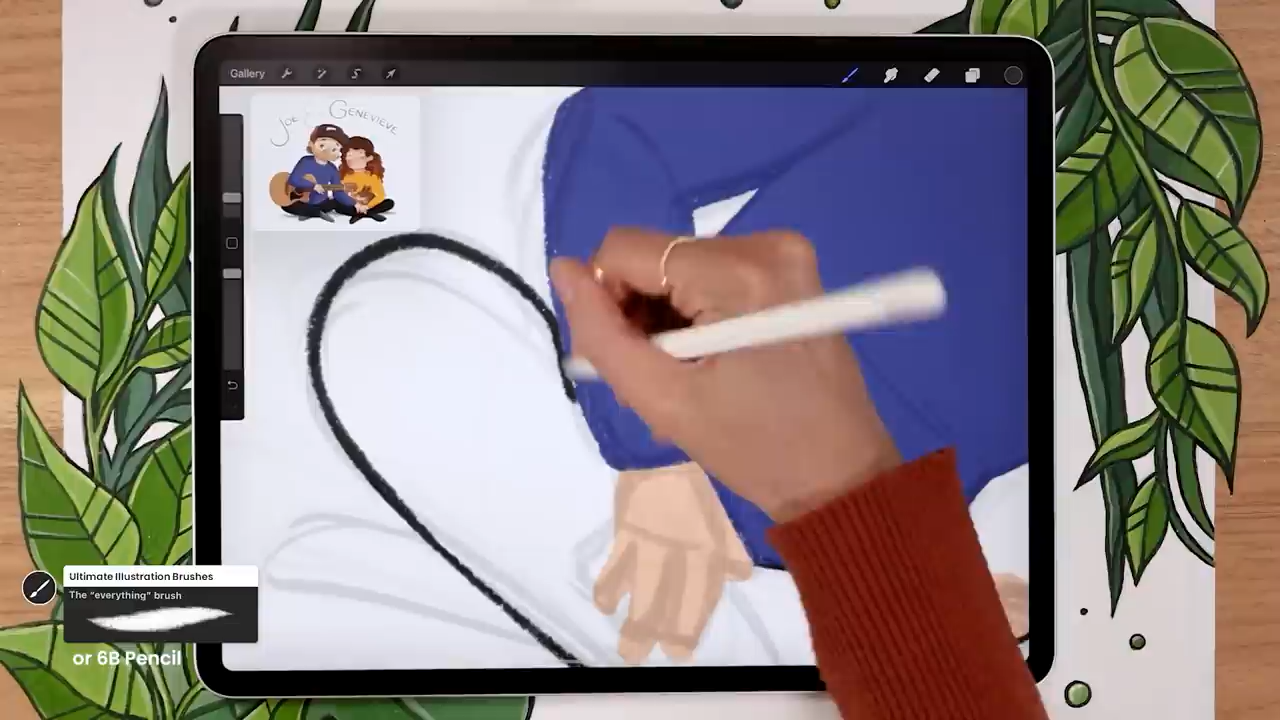 Gallery
JOE & GENEVIEVE
Ultimate Illustration Brushes
The "everything" brush
or 6B Pencil